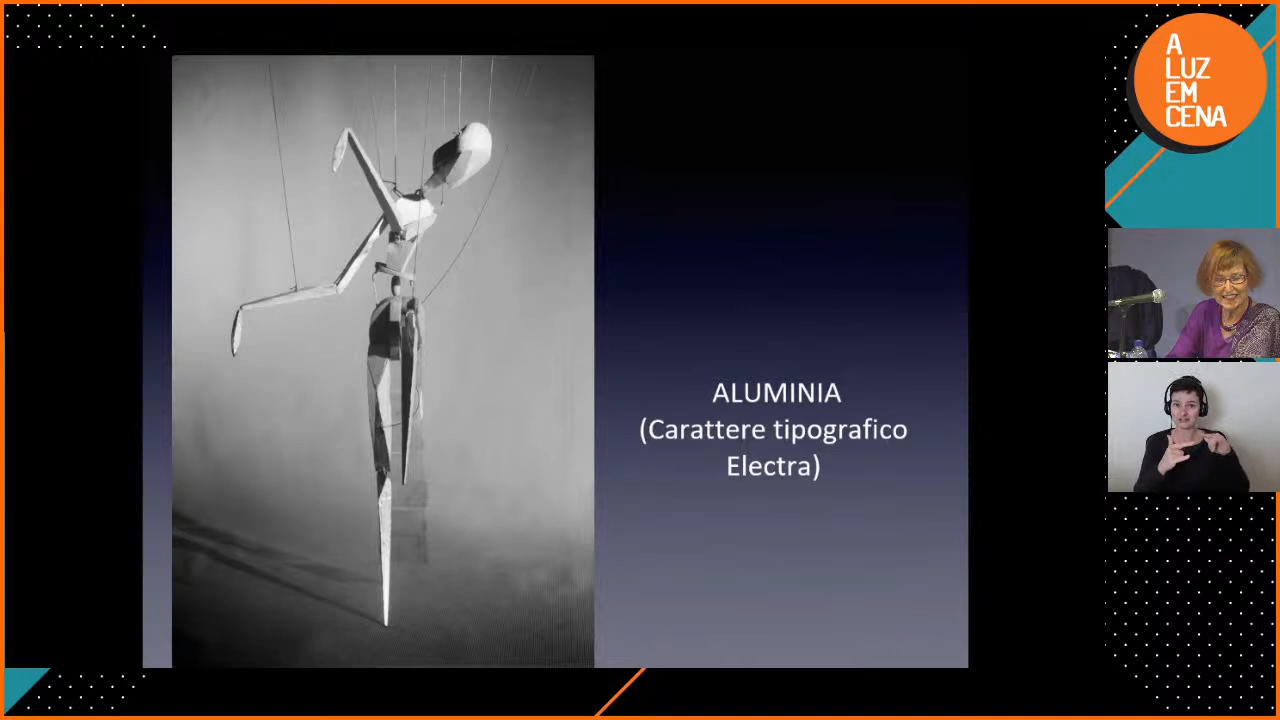 A
LUZ
EM
CENA
ALUMINIA
(Carattere tipografico
Electra)